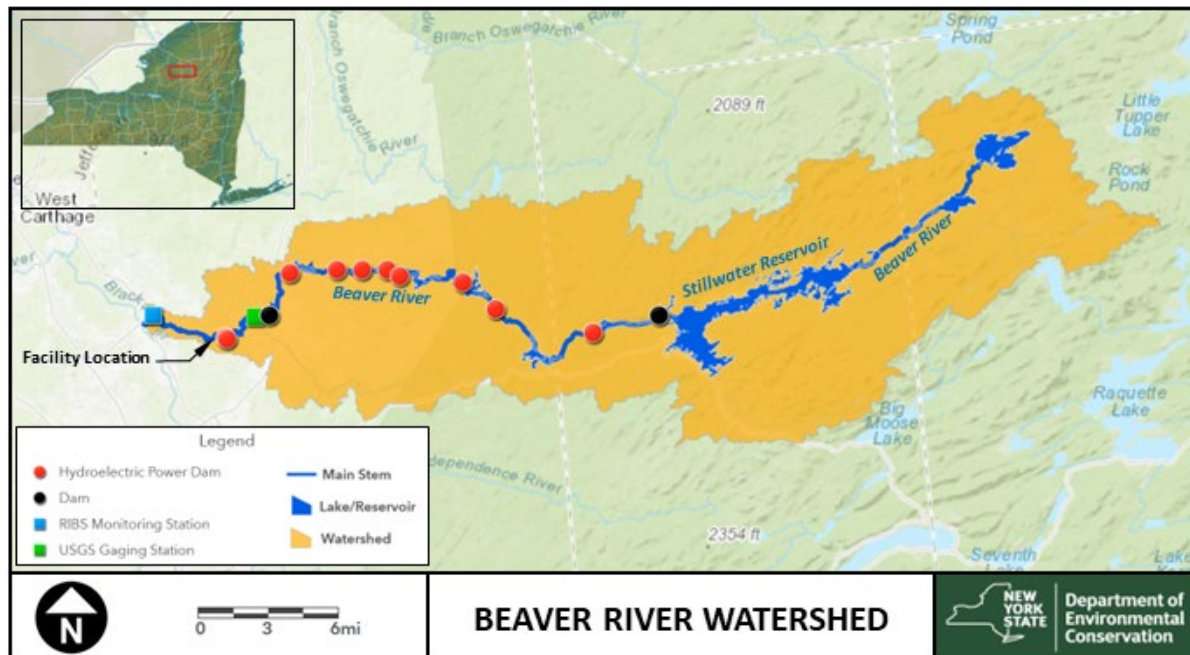 Branch Oswegatchie River
Spring
Pond
2089 ft
Little
Tupper
Lake
Rock
Pond
Oswegatchie River
West
Carthage
Black
Stillwater Reservoir
Beaver River
Beaver River
Facility Location
Big
Moose
Lake
Raquette
Lake
2354 ft
Seventh
Lake
Legend
Hydroelectric Power Dam
Dam
RIBS Monitoring Station
USGS Gaging Station
Main Stem
Lake/Reservoir
Watershed
N
0 3 6mi
BEAVER RIVER WATERSHED
NEW
YORK
STATE
Department of
Environmental
Conservation